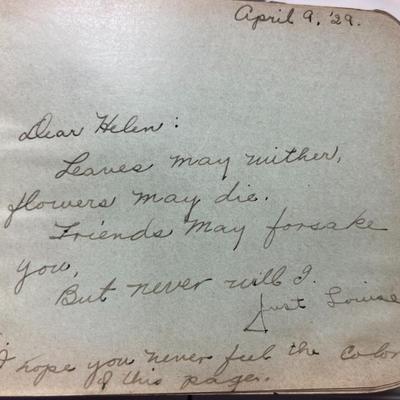 April 9, '29.
Dear Helen:
Leaves may wither,
flowers may die.
Friends may forsake
you,
But never will I.
Just Louise
I hope you never feel the color
of this page.